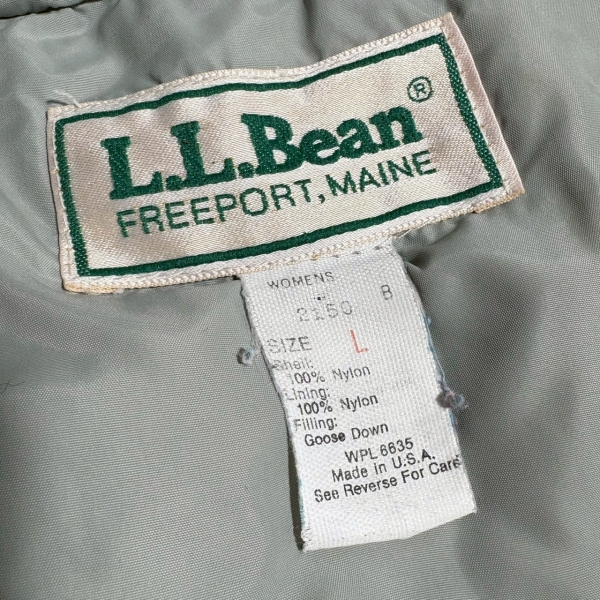 L.L.Bean®
FREEPORT, MAINE
WOMENS
2150 B
SIZE L
Shell:
100% Nylon
Lining:
100% Nylon
Filling:
Goose Down
WPL 6635
Made in U.S.A.
See Reverse For Care